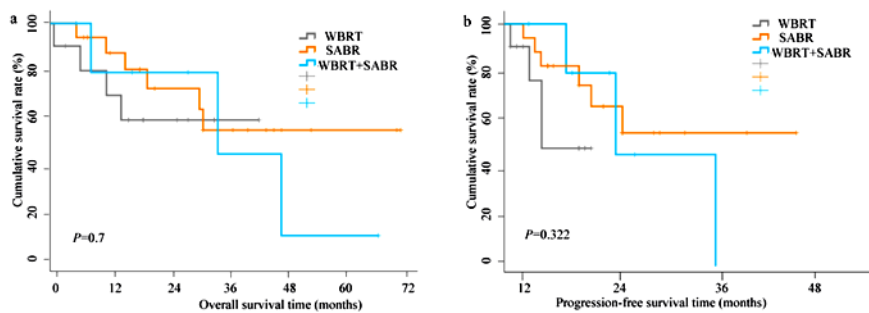 a
WBRT
SABR
WBRT+SABR
Cumulative survival rate (%)
100
80
60
40
80
0
P=0.7
0 12 24 36 48 60 72
Overall survival time (months)
b
WBRT
SABR
WBRT+SABR
Cumulative survival rate (%)
100
80
60
40
80
0
P=0.322
12 24 36 48
Progression-free survival time (months)